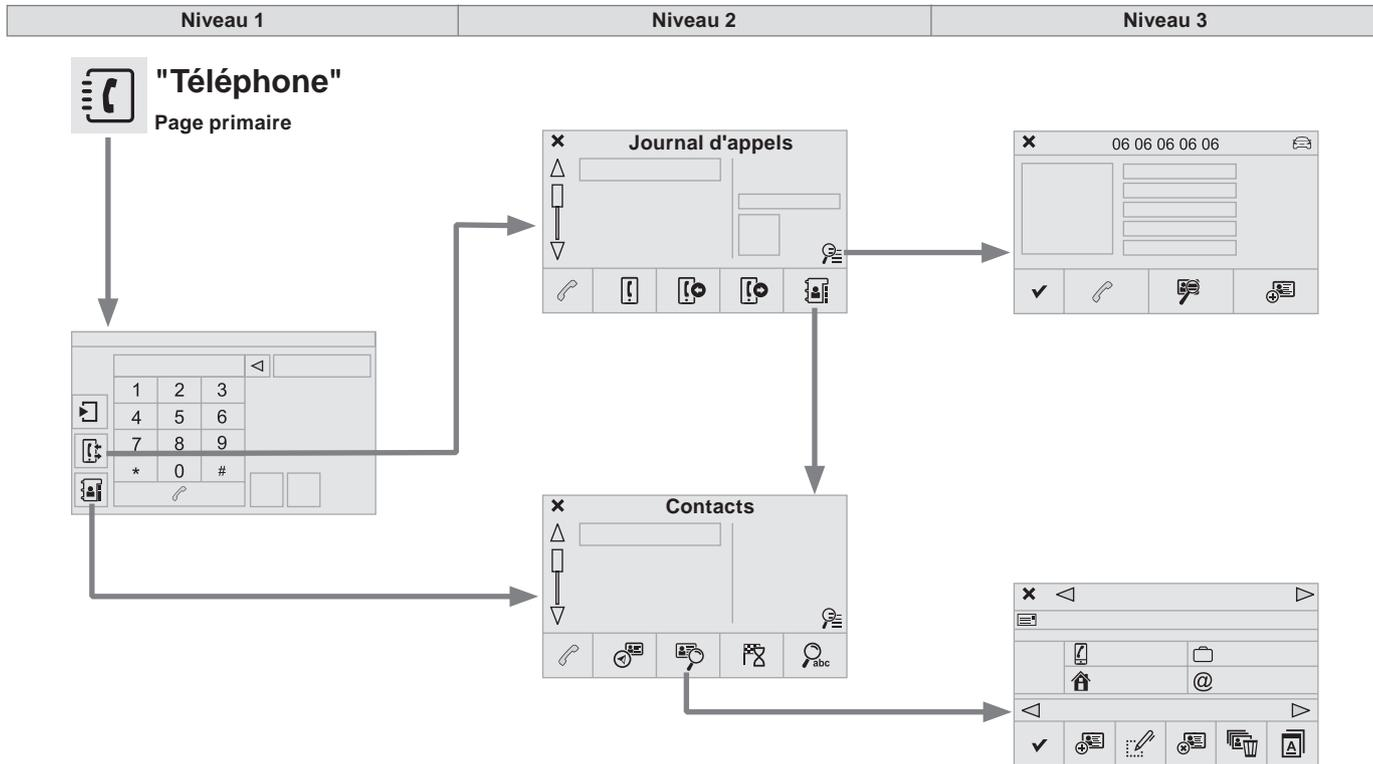 Niveau 1 Niveau 2 Niveau 3
"Téléphone"
Page primaire
Journal d'appels
06 06 06 06 06
1 2 3
4 5 6
7 8 9
* 0 #
Contacts
abc
@
A